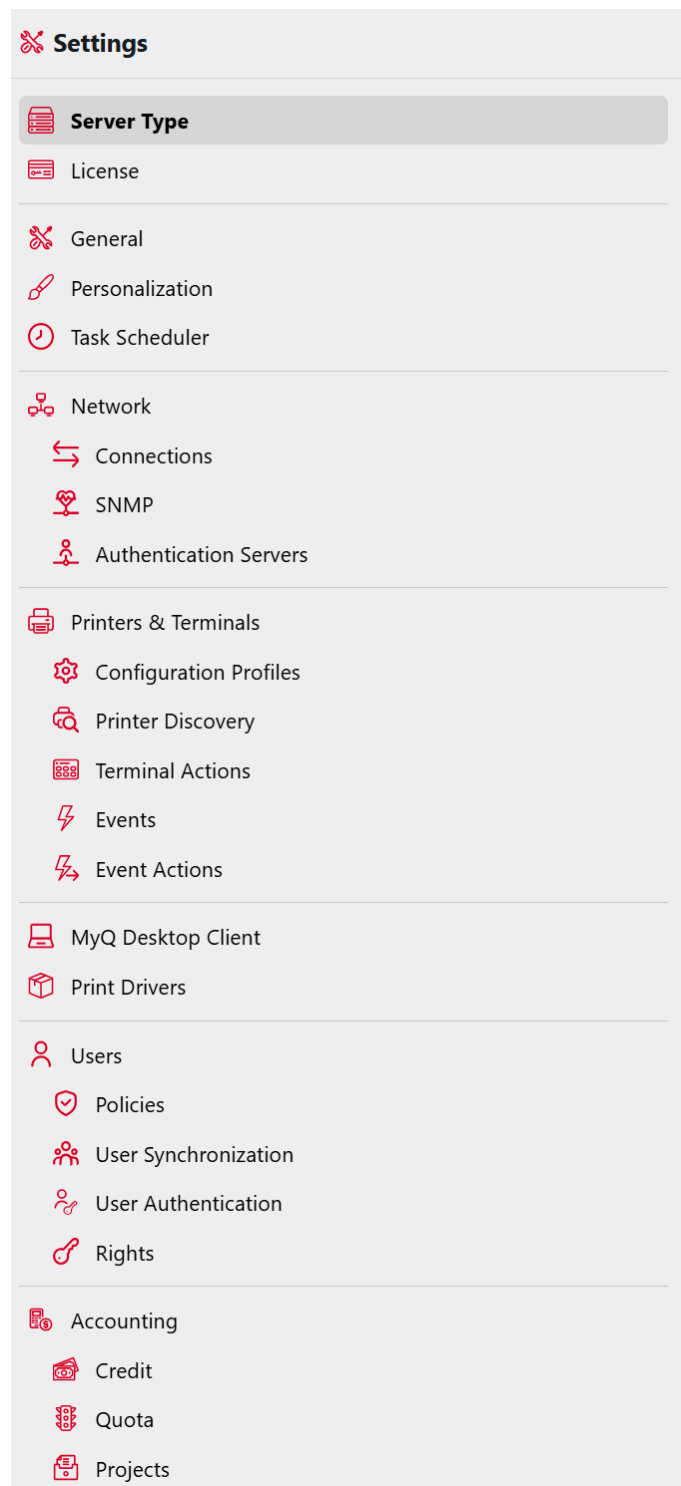 Settings
Server Type
License
General
Personalization
Task Scheduler
Network
Connections
SNMP
Authentication Servers
Printers & Terminals
Configuration Profiles
Printer Discovery
Terminal Actions
Events
Event Actions
MyQ Desktop Client
Print Drivers
Users
Policies
User Synchronization
User Authentication
Rights
Accounting
Credit
Quota
Projects